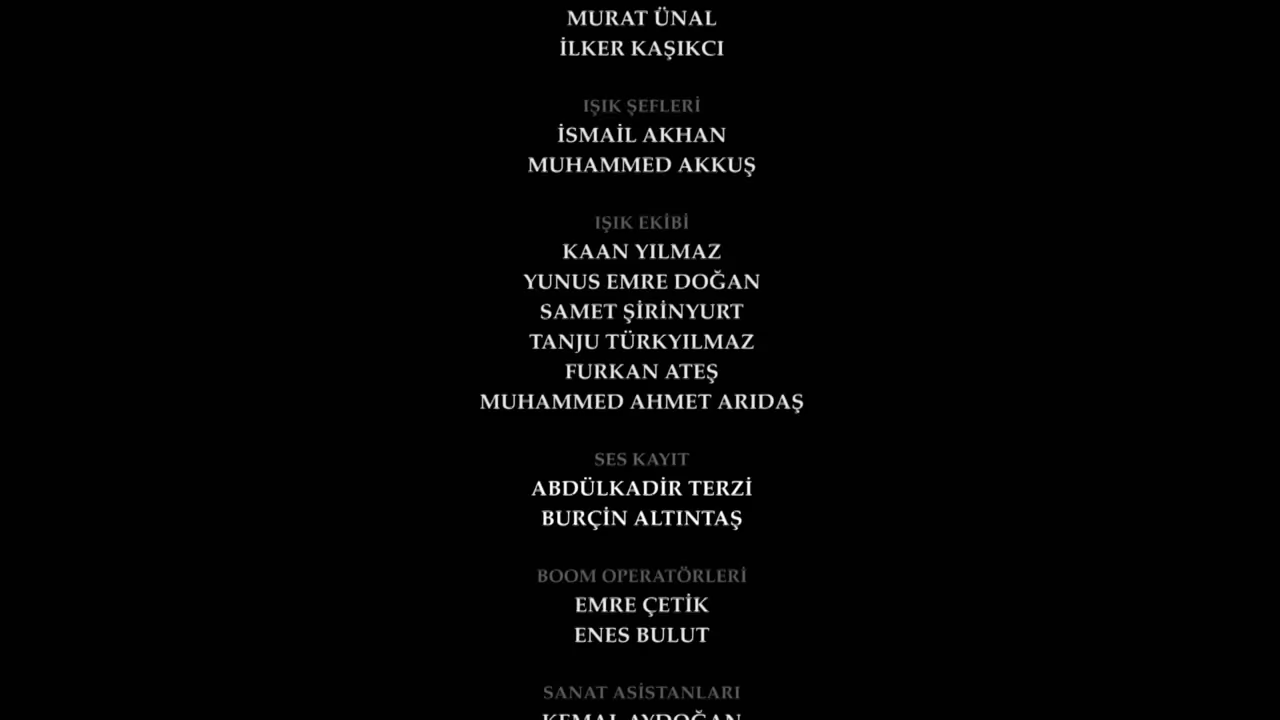 MURAT ÜNAL
İLKER KAŞIKCI
IŞIK ŞEFLERİ
İSMAİL AKHAN
MUHAMMED AKKUŞ
IŞIK EKİBİ
KAAN YILMAZ
YUNUS EMRE DOĞAN
SAMET ŞİRİNYURT
TANJU TÜRKYILMAZ
FURKAN ATEŞ
MUHAMMED AHMET ARIDAŞ
SES KAYIT
ABDÜLKADİR TERZİ
BURÇİN ALTINTAŞ
BOOM OPERATÖRLERİ
EMRE ÇETİK
ENES BULUT
SANAT ASİSTANLARI
KEMAL AYDOĞAN